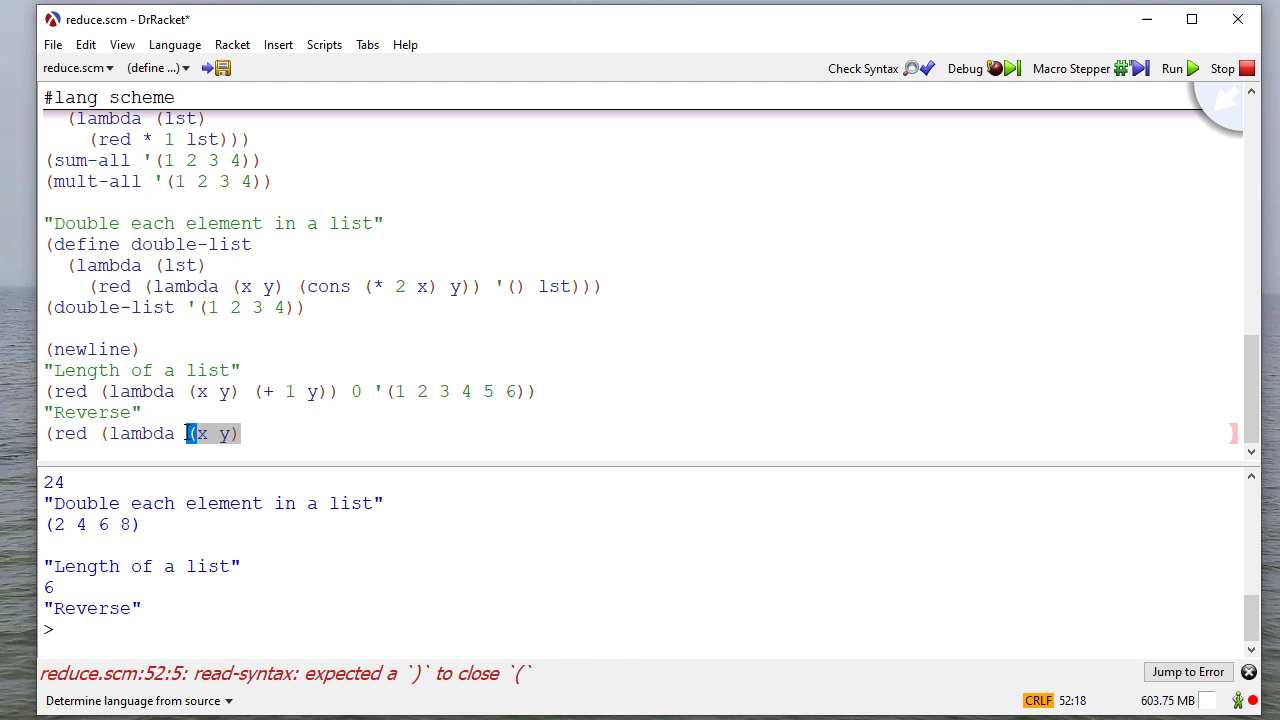 reduce.scm - DrRacket*
File Edit View Language Racket Insert Scripts Tabs Help
reduce.scm (define ...) Check Syntax Debug Macro Stepper Run Stop
#lang scheme
(lambda (lst)
(red * 1 lst)))
(sum-all '(1 2 3 4))
(mult-all '(1 2 3 4))
"Double each element in a list"
(define double-list
(lambda (lst)
(red (lambda (x y) (cons (* 2 x) y)) '() lst)))
(double-list '(1 2 3 4))
(newline)
"Length of a list"
(red (lambda (x y) (+ 1 y)) 0 '(1 2 3 4 5 6))
"Reverse"
(red (lambda (x y)
24
"Double each element in a list"
(2 4 6 8)
"Length of a list"
6
"Reverse"
>
reduce.scm:52:5: read-syntax: expected a `)` to close `(`
Jump to Error
Determine language from source CRLF 52:18 603.75 MB